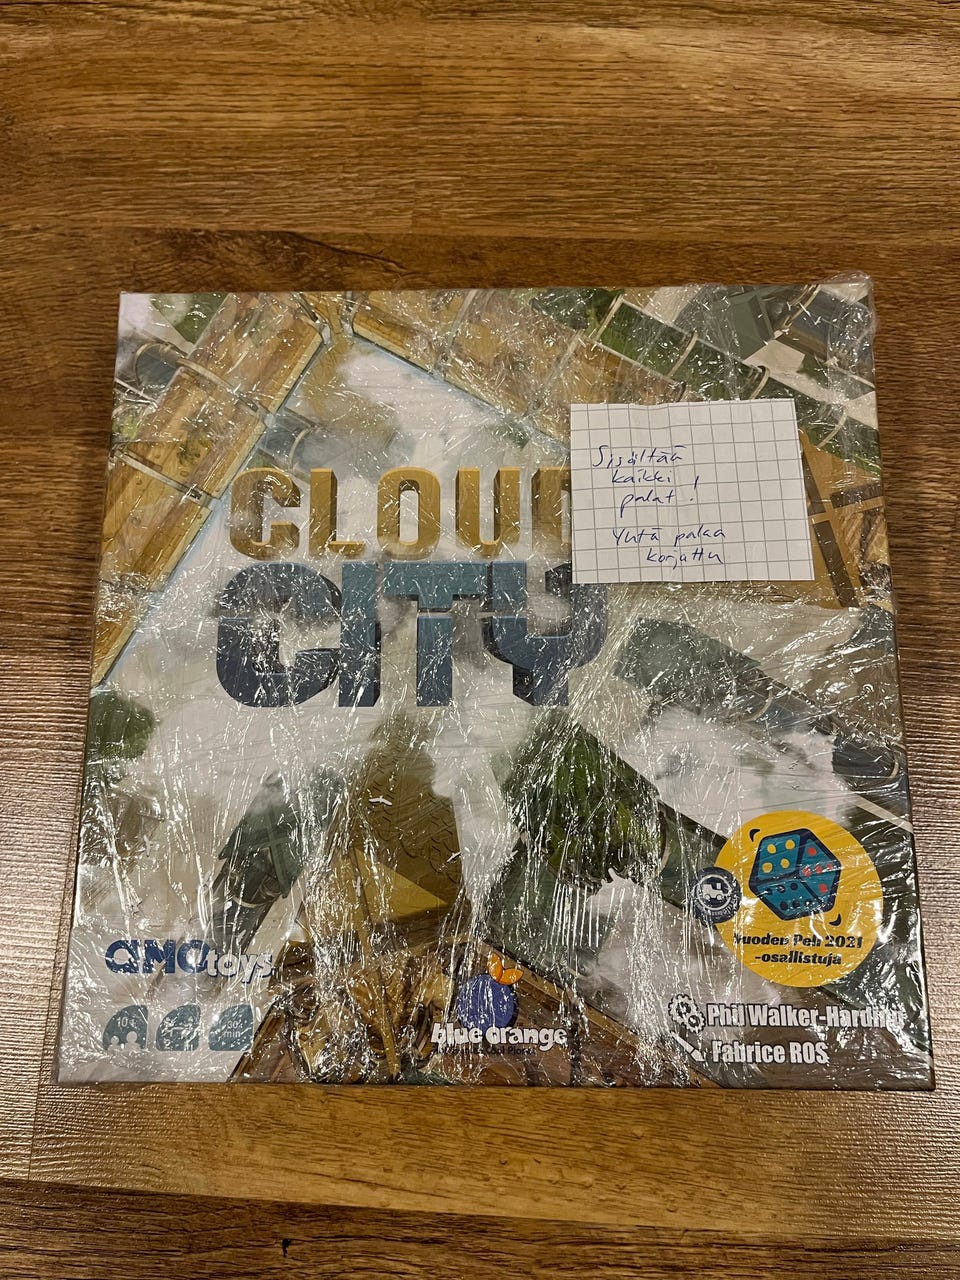 CLOUD
CITY
Sisältää
kaikki
palat!
Yhtä palaa
korjattu
Vuoden Peli 2021
-osallistuja
AMO toys
10+
blue orange
Phil Walker-Harding
Fabrice ROS